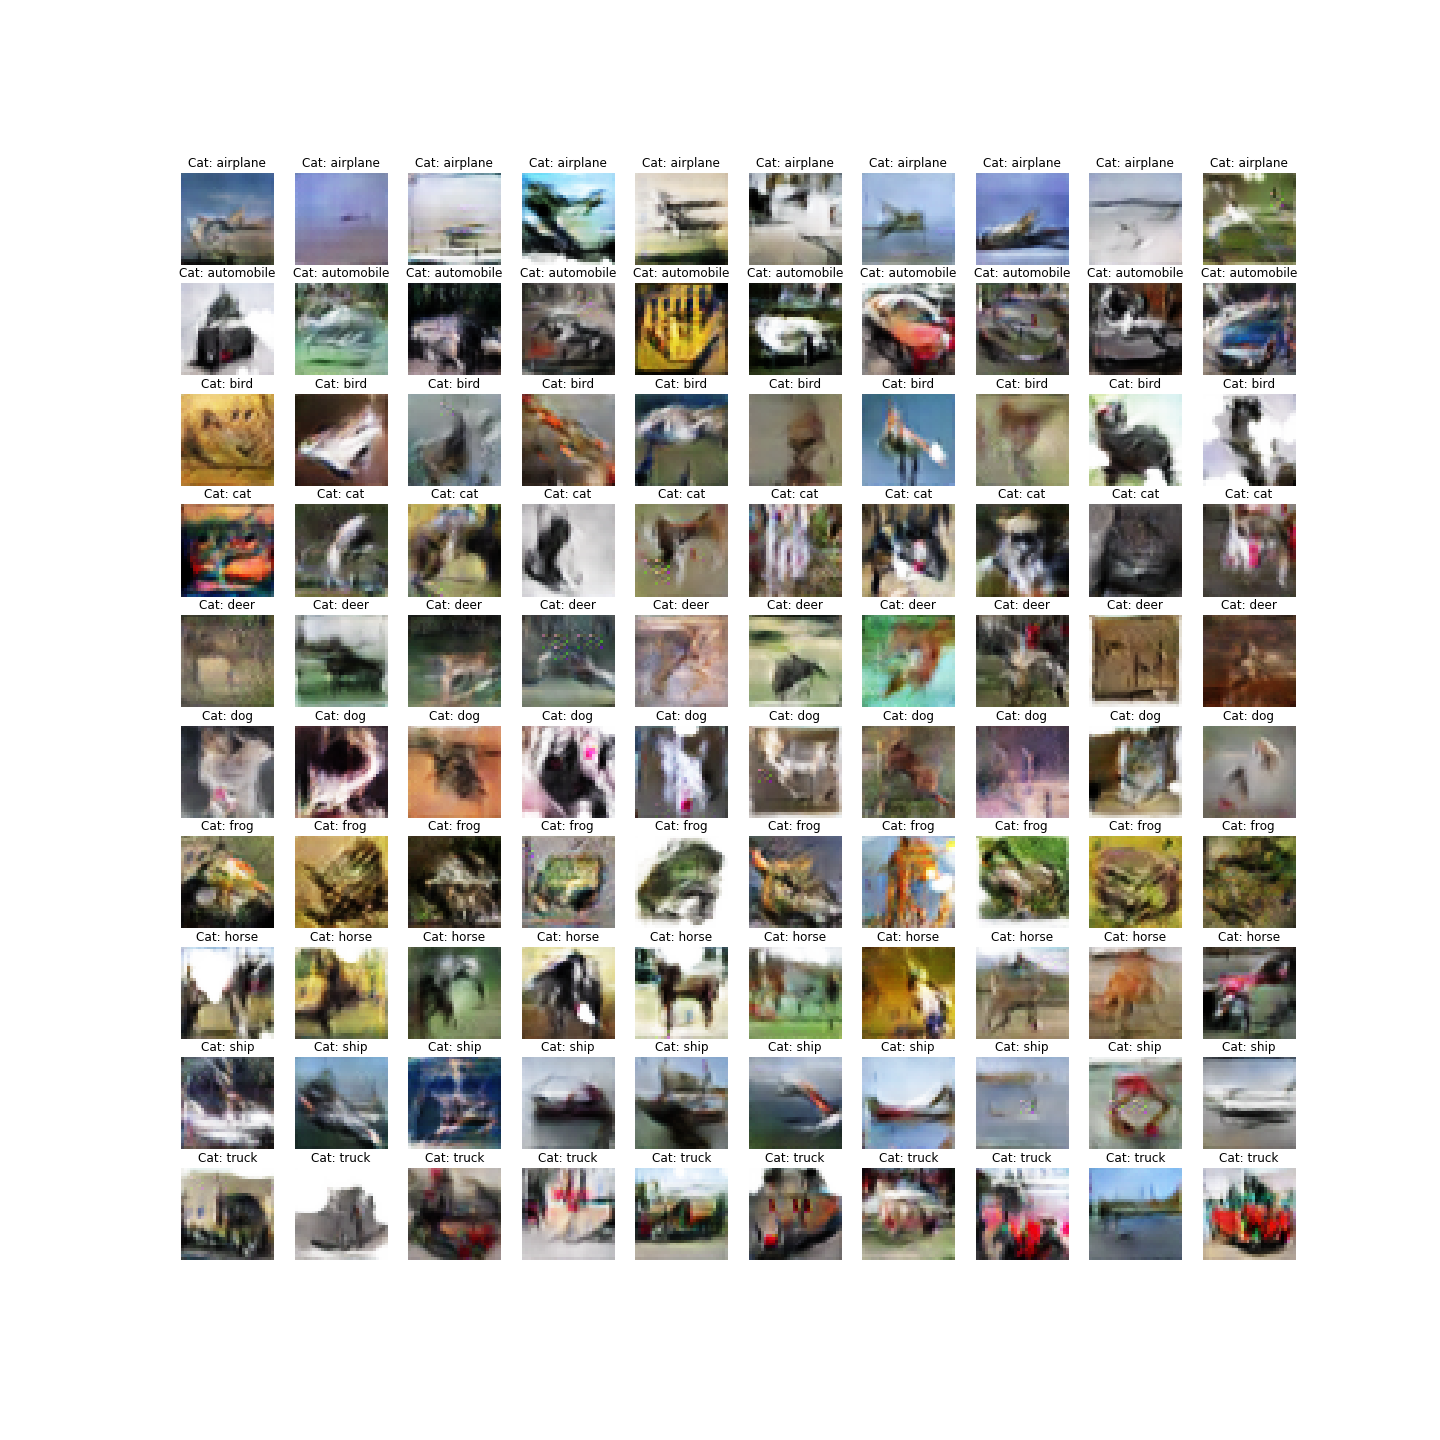 Cat: airplane Cat: airplane Cat: airplane Cat: airplane Cat: airplane Cat: airplane Cat: airplane Cat: airplane Cat: airplane Cat: airplane
Cat: automobile Cat: automobile Cat: automobile Cat: automobile Cat: automobile Cat: automobile Cat: automobile Cat: automobile Cat: automobile Cat: automobile
Cat: bird Cat: bird Cat: bird Cat: bird Cat: bird Cat: bird Cat: bird Cat: bird Cat: bird Cat: bird
Cat: cat Cat: cat Cat: cat Cat: cat Cat: cat Cat: cat Cat: cat Cat: cat Cat: cat Cat: cat
Cat: deer Cat: deer Cat: deer Cat: deer Cat: deer Cat: deer Cat: deer Cat: deer Cat: deer Cat: deer
Cat: dog Cat: dog Cat: dog Cat: dog Cat: dog Cat: dog Cat: dog Cat: dog Cat: dog Cat: dog
Cat: frog Cat: frog Cat: frog Cat: frog Cat: frog Cat: frog Cat: frog Cat: frog Cat: frog Cat: frog
Cat: horse Cat: horse Cat: horse Cat: horse Cat: horse Cat: horse Cat: horse Cat: horse Cat: horse Cat: horse
Cat: ship Cat: ship Cat: ship Cat: ship Cat: ship Cat: ship Cat: ship Cat: ship Cat: ship Cat: ship
Cat: truck Cat: truck Cat: truck Cat: truck Cat: truck Cat: truck Cat: truck Cat: truck Cat: truck Cat: truck